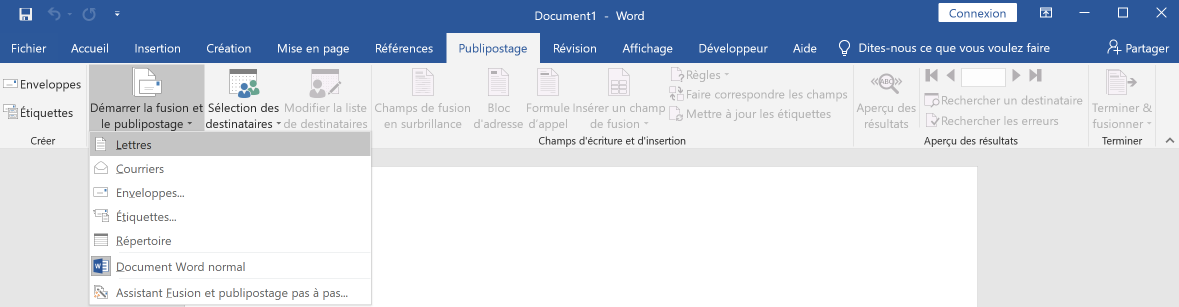 Document1 - Word
Connexion
Fichier Accueil Insertion Création Mise en page Références Publipostage Révision Affichage Développeur Aide Dites-nous ce que vous voulez faire Partager
Enveloppes
Étiquettes
Créer
Démarrer la fusion et
le publipostage
Sélection des
destinataires
Modifier la liste
de destinataires
Champs de fusion
en surbrillance
Bloc
d'adresse
Formule
d'appel
Insérer un champ
de fusion
Règles
Faire correspondre les champs
Mettre à jour les étiquettes
Champs d'écriture et d'insertion
ABC
Aperçu des
résultats
Rechercher un destinataire
Rechercher les erreurs
Aperçu des résultats
Terminer &
fusionner
Terminer
Lettres
Courriers
Enveloppes...
Étiquettes...
Répertoire
Document Word normal
Assistant Fusion et publipostage pas à pas...